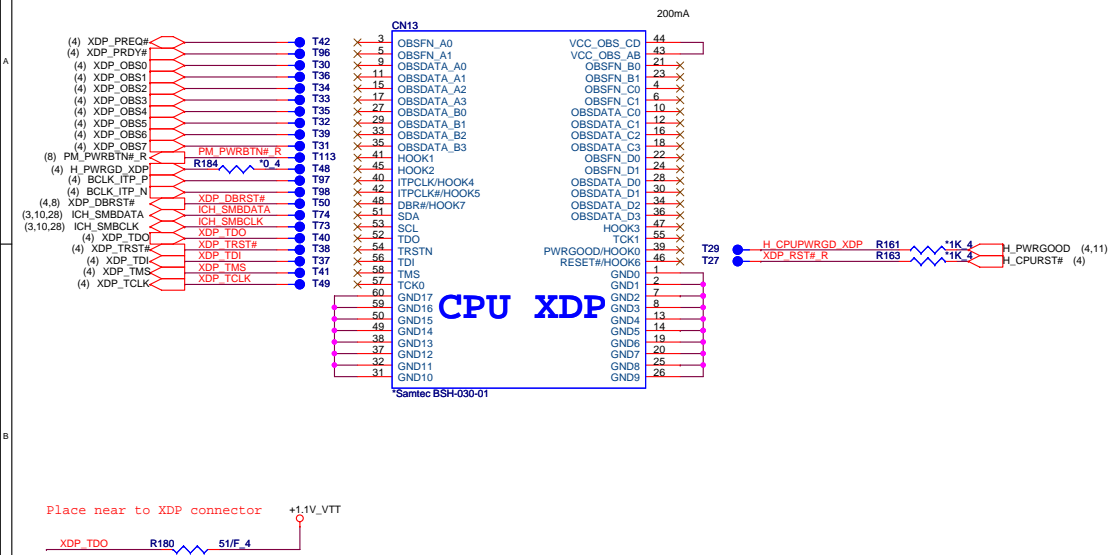 200mA
CN13
(4) XDP_PREQ# T42 3 OBSFN_A0 VCC_OBS_CD 44
(4) XDP_PRDY# T96 5 OBSFN_A1 VCC_OBS_AB 43
(4) XDP_OBS0 T30 9 OBSDATA_A0 OBSFN_B0 21
(4) XDP_OBS1 T36 11 OBSDATA_A1 OBSFN_B1 23
(4) XDP_OBS2 T34 15 OBSDATA_A2 OBSFN_C0 4
(4) XDP_OBS3 T33 17 OBSDATA_A3 OBSFN_C1 6
(4) XDP_OBS4 T35 27 OBSDATA_B0 OBSDATA_C0 10
(4) XDP_OBS5 T32 29 OBSDATA_B1 OBSDATA_C1 12
(4) XDP_OBS6 T39 33 OBSDATA_B2 OBSDATA_C2 16
(4) XDP_OBS7 T31 35 OBSDATA_B3 OBSDATA_C3 18
(8) PM_PWRBTN#_R PM_PWRBTN#_R T113 41 HOOK1 OBSFN_D0 22
(4) H_PWRGD_XDP R184 *0_4 T48 45 HOOK2 OBSFN_D1 24
(4) BCLK_ITP_P T97 40 ITPCLK/HOOK4 OBSDATA_D0 28
(4) BCLK_ITP_N T98 42 ITPCLK#/HOOK5 OBSDATA_D1 30
(4,8) XDP_DBRST# XDP_DBRST# T50 48 DBR#/HOOK7 OBSDATA_D2 34
(3,10,28) ICH_SMBDATA ICH_SMBDATA T74 51 SDA OBSDATA_D3 36
(3,10,28) ICH_SMBCLK ICH_SMBCLK T73 53 SCL HOOK3 47
(4) XDP_TDO XDP_TDO T40 52 TDO TCK1 55
(4) XDP_TRST# XDP_TRST# T38 54 TRSTN PWRGOOD/HOOK0 39 T29 H_CPUPWRGD_XDP R161 *1K_4 H_PWRGOOD (4,11)
(4) XDP_TDI XDP_TDI T37 56 TDI RESET#/HOOK6 46 T27 XDP_RST#_R R163 *1K_4 H_CPURST# (4)
(4) XDP_TMS XDP_TMS T41 58 TMS GND0 1
(4) XDP_TCLK XDP_TCLK T49 57 TCK0 GND1 2
60 GND17 GND2 7
59 GND16 GND3 8
50 GND15 GND4 13
49 GND14 GND5 14
38 GND13 GND6 19
37 GND12 GND7 20
32 GND11 GND8 25
31 GND10 GND9 26
CPU XDP
*Samtec BSH-030-01
A
B
Place near to XDP connector +1.1V_VTT
XDP_TDO R180 51/F_4